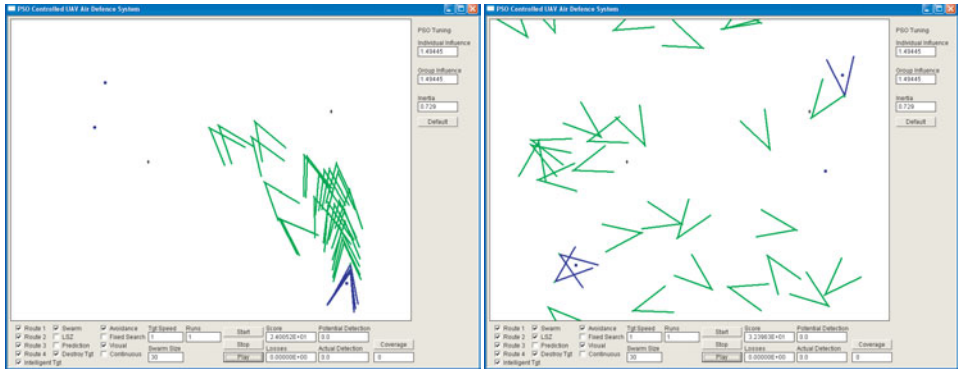 PSO Controlled UAV Air Defence System
PSO Tuning
Individual Influence
1.49445
Group Influence
1.49445
Inertia
0.729
Default
Route 1 Swarm Avoidance Tgt Speed Runs
Route 2 LSZ Fixed Search 1 1
Route 3 Prediction Visual Swarm Size
Route 4 Destroy Tgt Continuous 30
Intelligent Tgt
Start Score Potential Detection
Stop 2.40052E+01 0.0
Losses Actual Detection Coverage
Play 0.00000E+00 0.0 0
PSO Controlled UAV Air Defence System
PSO Tuning
Individual Influence
1.49445
Group Influence
1.49445
Inertia
0.729
Default
Route 1 Swarm Avoidance Tgt Speed Runs
Route 2 LSZ Fixed Search 1 1
Route 3 Prediction Visual Swarm Size
Route 4 Destroy Tgt Continuous 30
Intelligent Tgt
Start Score Potential Detection
Stop 3.23983E+01 0.0
Losses Actual Detection Coverage
Play 0.00000E+00 0.0 0